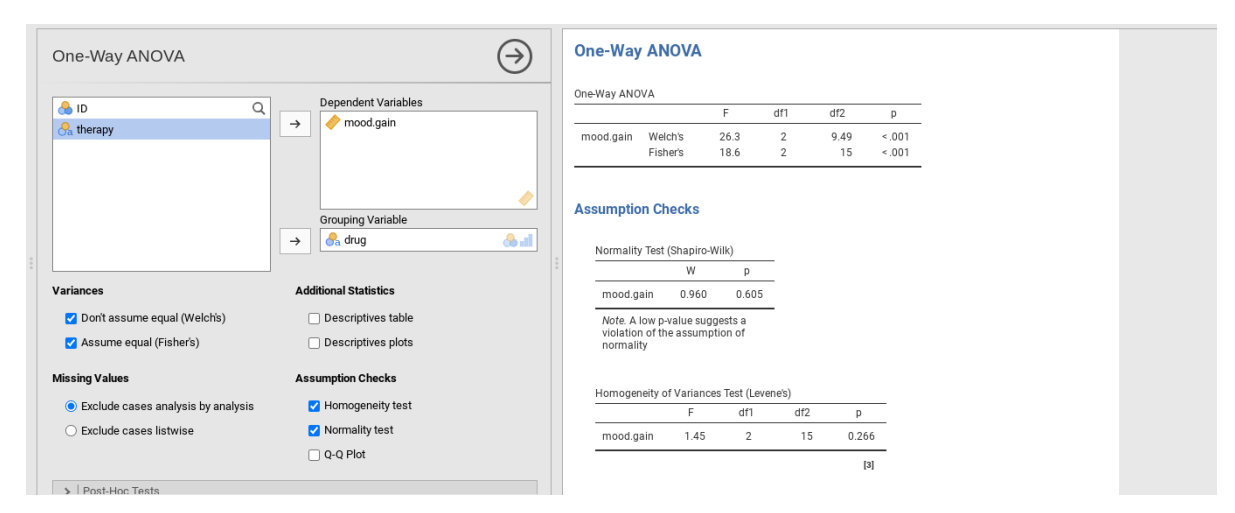 One-Way ANOVA
ID
therapy
Dependent Variables
mood.gain
Grouping Variable
a drug
Variances
Don't assume equal (Welch's)
Assume equal (Fisher's)
Additional Statistics
Descriptives table
Descriptives plots
Missing Values
Exclude cases analysis by analysis
Exclude cases listwise
Assumption Checks
Homogeneity test
Normality test
Q-Q Plot
Post-Hoc Tests
One-Way ANOVA
One-Way ANOVA
F df1 df2 p
mood.gain Welch's 26.3 2 9.49 <.001
Fisher's 18.6 2 15 <.001
Assumption Checks
Normality Test (Shapiro-Wilk)
W p
mood.gain 0.960 0.605
Note. A low p-value suggests a
violation of the assumption of
normality
Homogeneity of Variances Test (Levene's)
F df1 df2 p
mood.gain 1.45 2 15 0.266
[3]